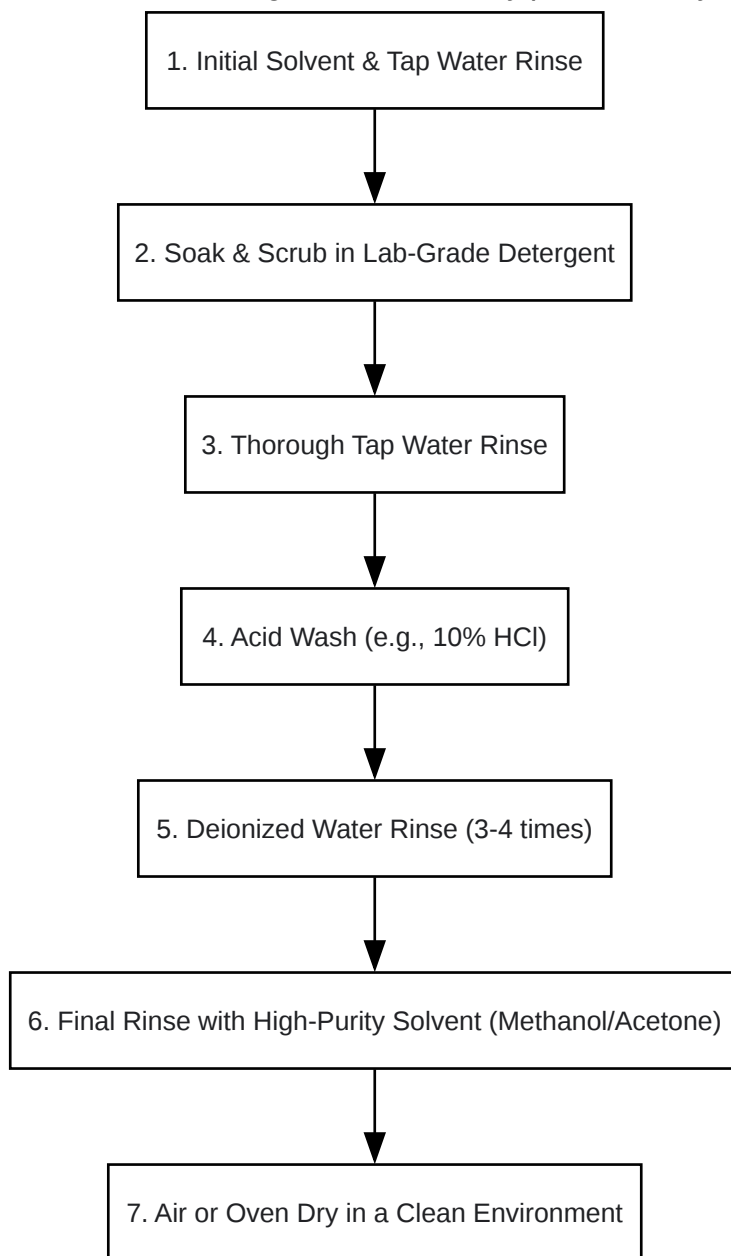 1. Initial Solvent & Tap Water Rinse
2. Soak & Scrub in Lab-Grade Detergent
3. Thorough Tap Water Rinse
4. Acid Wash (e.g., 10% HCl)
5. Deionized Water Rinse (3-4 times)
6. Final Rinse with High-Purity Solvent (Methanol/Acetone)
7. Air or Oven Dry in a Clean Environment